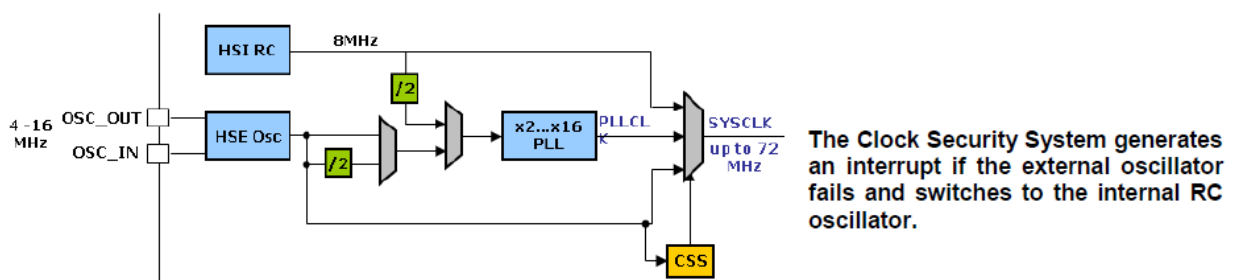 HSI RC
8MHz
/2
4 -16
MHz
OSC_OUT
OSC_IN
HSE Osc
/2
x2...x16
PLL
PLLCL
K
SYSCLK
up to 72
MHz
CSS
The Clock Security System generates
an interrupt if the external oscillator
fails and switches to the internal RC
oscillator.